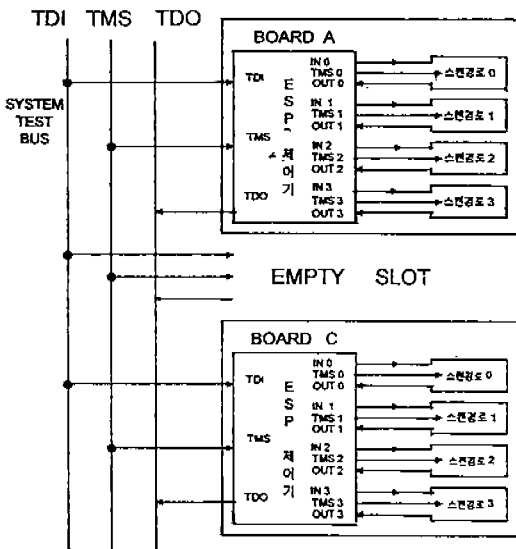 TDI TMS TDO
SYSTEM
TEST
BUS
BOARD A
TDI
TMS
TDO
E
S
P
제
어
기
IN 0
TMS 0
OUT 0
IN 1
TMS 1
OUT 1
IN 2
TMS 2
OUT 2
IN 3
TMS 3
OUT 3
스캔경로 0
스캔경로 1
스캔경로 2
스캔경로 3
EMPTY SLOT
BOARD C
TDI
TMS
TDO
E
S
P
제
어
기
IN 0
TMS 0
OUT 0
IN 1
TMS 1
OUT 1
IN 2
TMS 2
OUT 2
IN 3
TMS 3
OUT 3
스캔경로 0
스캔경로 1
스캔경로 2
스캔경로 3